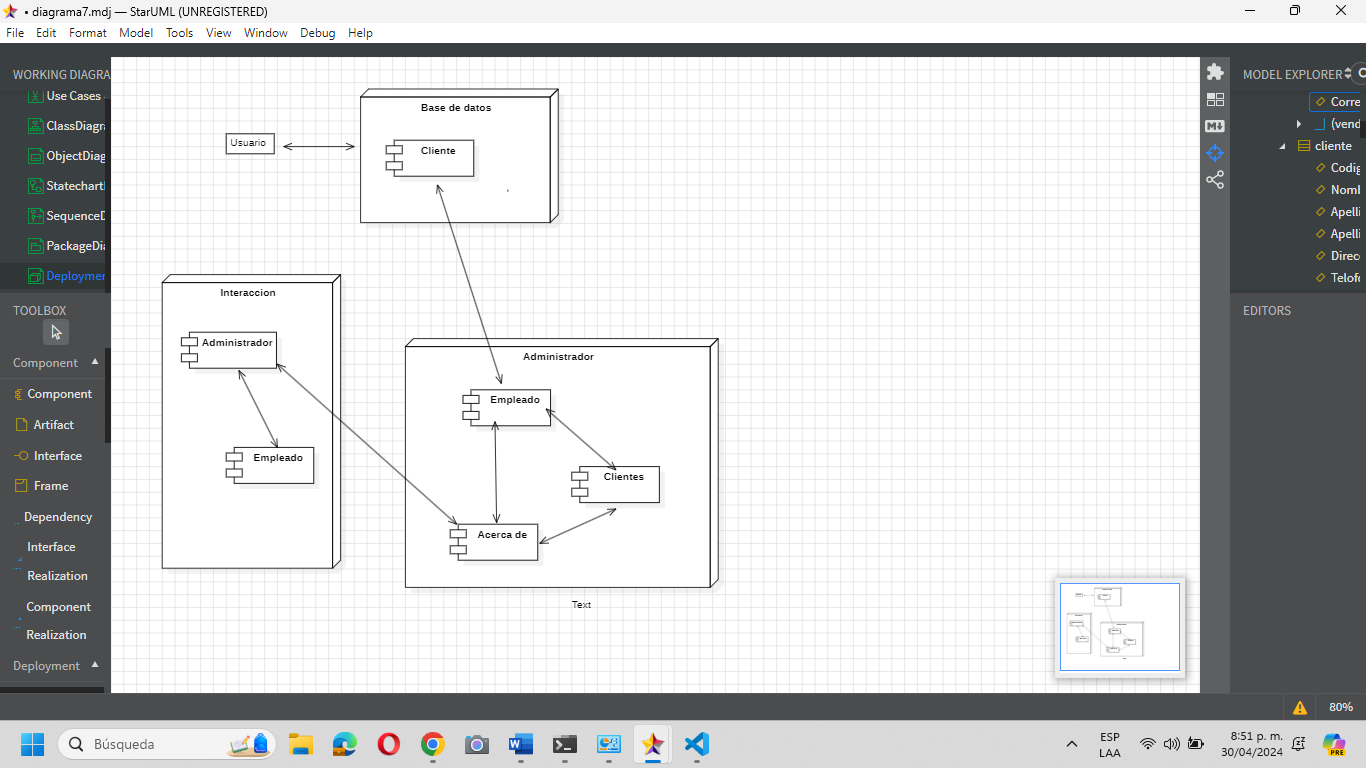 • diagrama7.mdj — StarUML (UNREGISTERED)
File Edit Format Model Tools View Window Debug Help
WORKING DIAGRA
Use Cases
ClassDiagra
ObjectDiag
Statechart
SequenceD
PackageDia
Deploymer
TOOLBOX
Component
Component
Artifact
Interface
Frame
Dependency
Interface
Realization
Component
Realization
Deployment
Usuario
Base de datos
Cliente
Interaccion
Administrador
Empleado
Administrador
Empleado
Clientes
Acerca de
Text
MODEL EXPLORER
Corre
(vend
cliente
Codig
Noml
Apelli
Apelli
Direc
Telofo
EDITORS
80%
Búsqueda
ESP
LAA
8:51 p. m.
30/04/2024
PRE